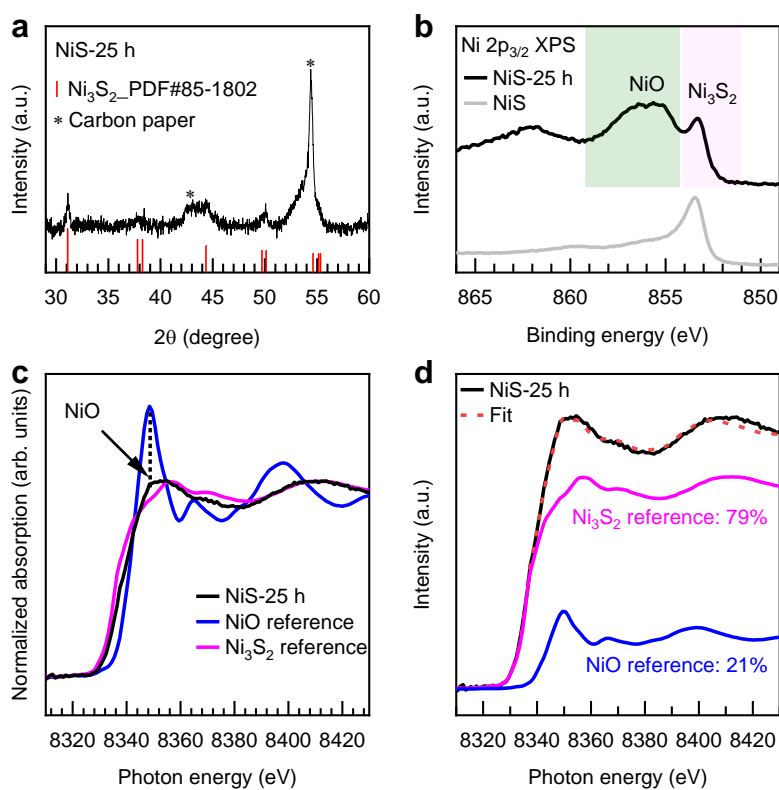 a
NiS-25 h
Ni₃S₂_PDF#85-1802
* Carbon paper
*
*
Intensity (a.u.)
30 35 40 45 50 55 60
2θ (degree)
b
Ni 2p₃/₂ XPS
NiS-25 h
NiS
NiO
Ni₃S₂
Intensity (a.u.)
865 860 855 850
Binding energy (eV)
c
NiO
NiS-25 h
NiO reference
Ni₃S₂ reference
Normalized absorption (arb. units)
8320 8340 8360 8380 8400 8420
Photon energy (eV)
d
NiS-25 h
Fit
Ni₃S₂ reference: 79%
NiO reference: 21%
Intensity (a.u.)
8320 8340 8360 8380 8400 8420
Photon energy (eV)